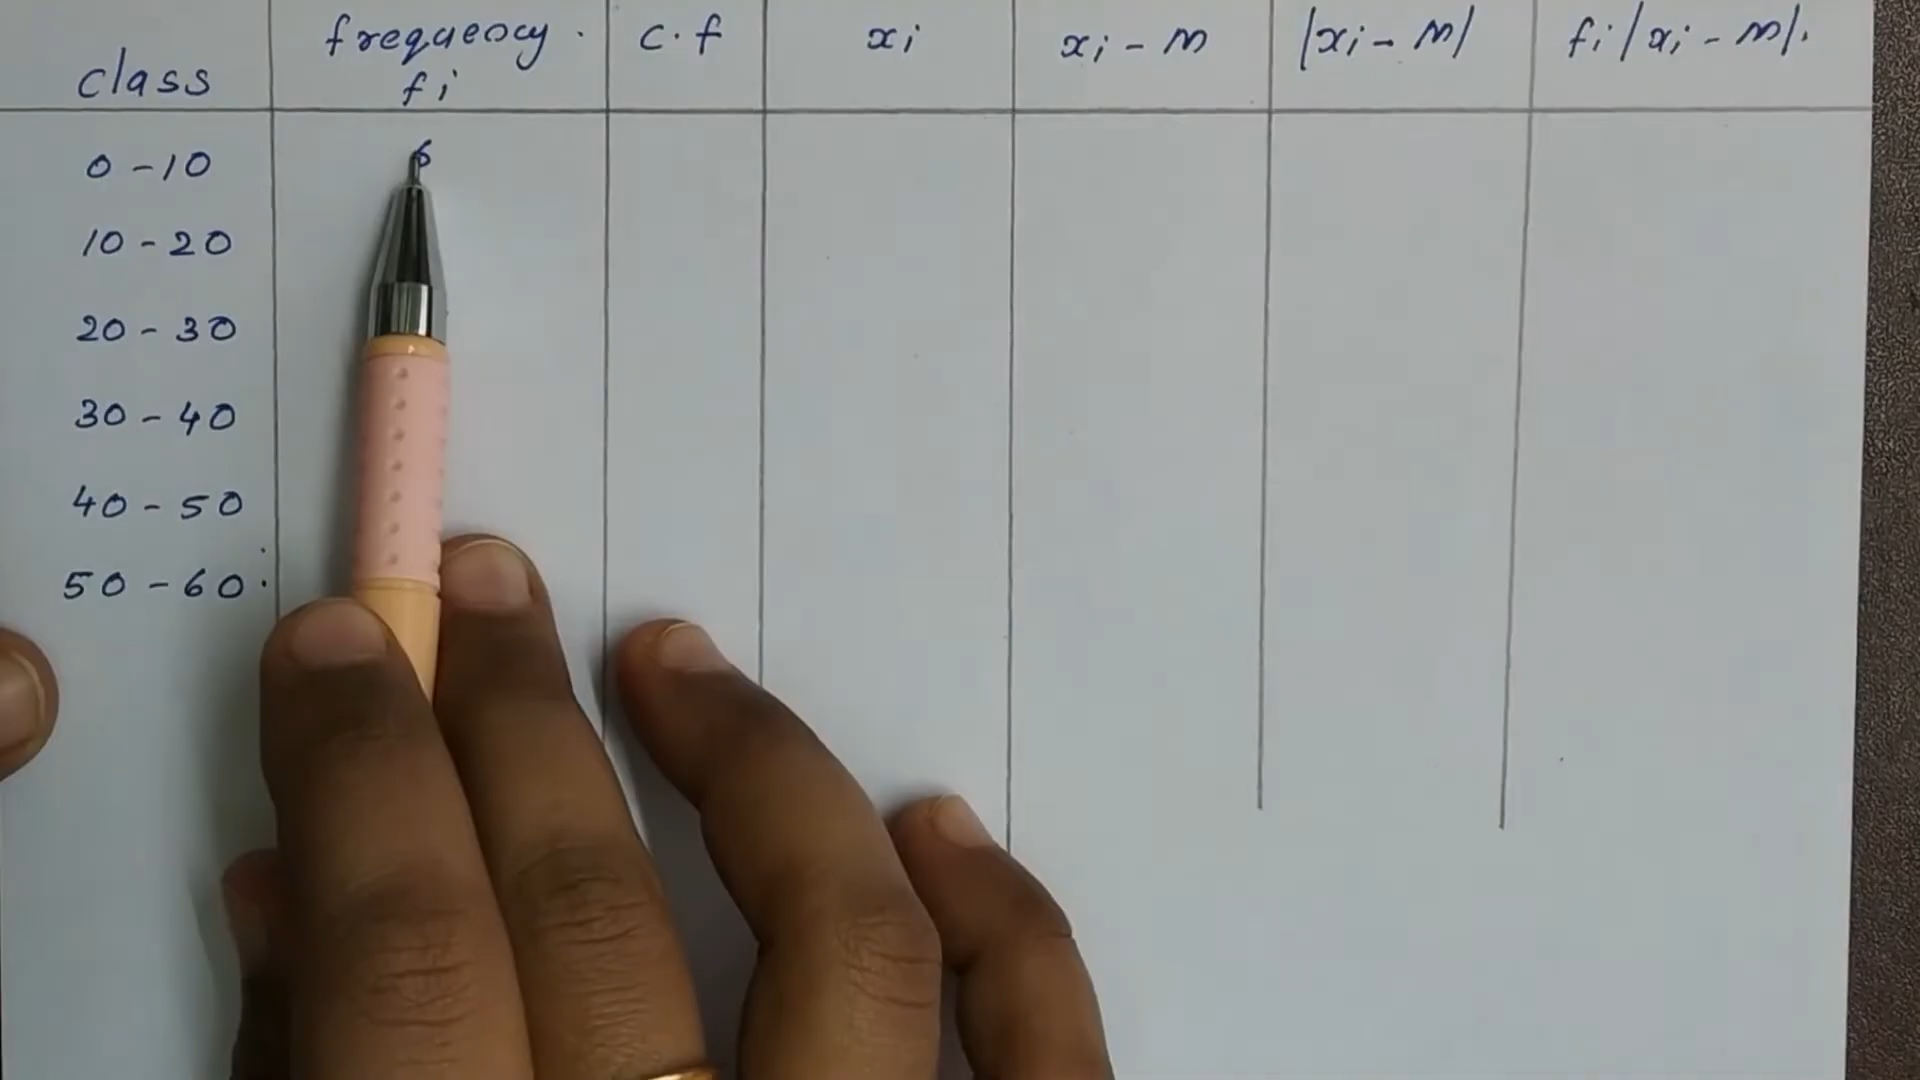 class frequency. fi c.f xi xi - M |xi - M| fi |xi - M|.
0 - 10 6
10 - 20
20 - 30
30 - 40
40 - 50
50 - 60